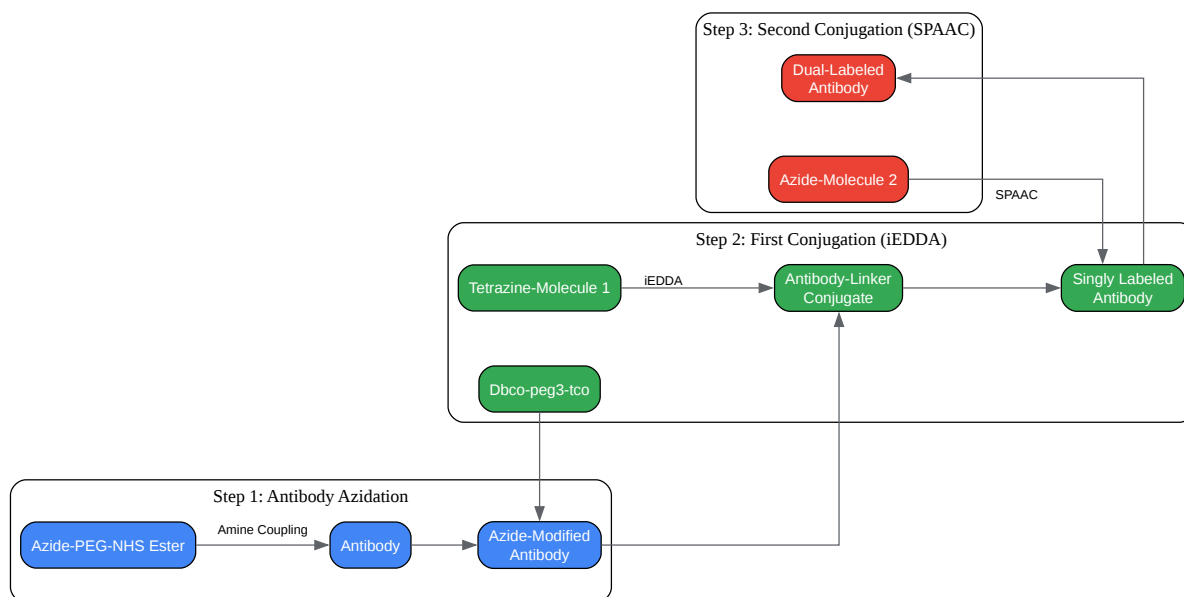 Step 3: Second Conjugation (SPAAC)
Dual-Labeled
Antibody
Azide-Molecule 2
SPAAC
Step 2: First Conjugation (iEDDA)
Tetrazine-Molecule 1
iEDDA
Antibody-Linker
Conjugate
Singly Labeled
Antibody
Dbco-peg3-tco
Step 1: Antibody Azidation
Azide-PEG-NHS Ester
Amine Coupling
Antibody
Azide-Modified
Antibody